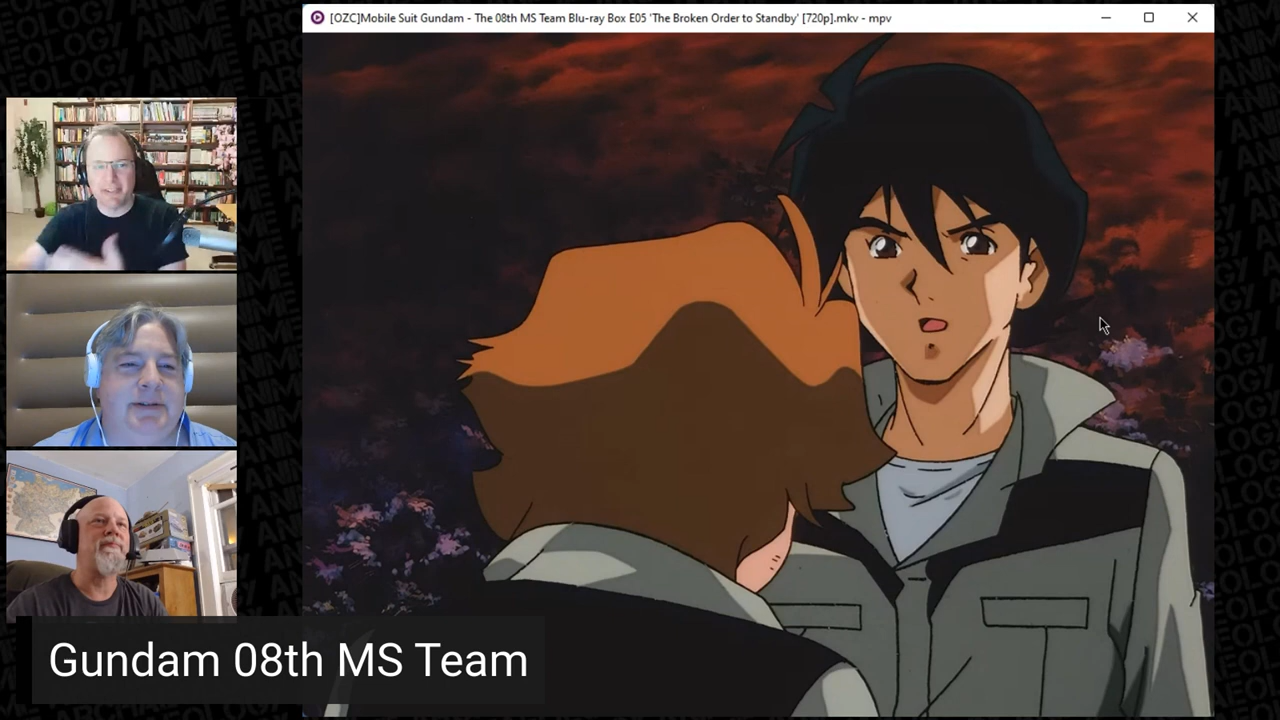 [OZC]Mobile Suit Gundam - The 08th MS Team Blu-ray Box E05 'The Broken Order to Standby' [720p].mkv - mpv
Gundam 08th MS Team